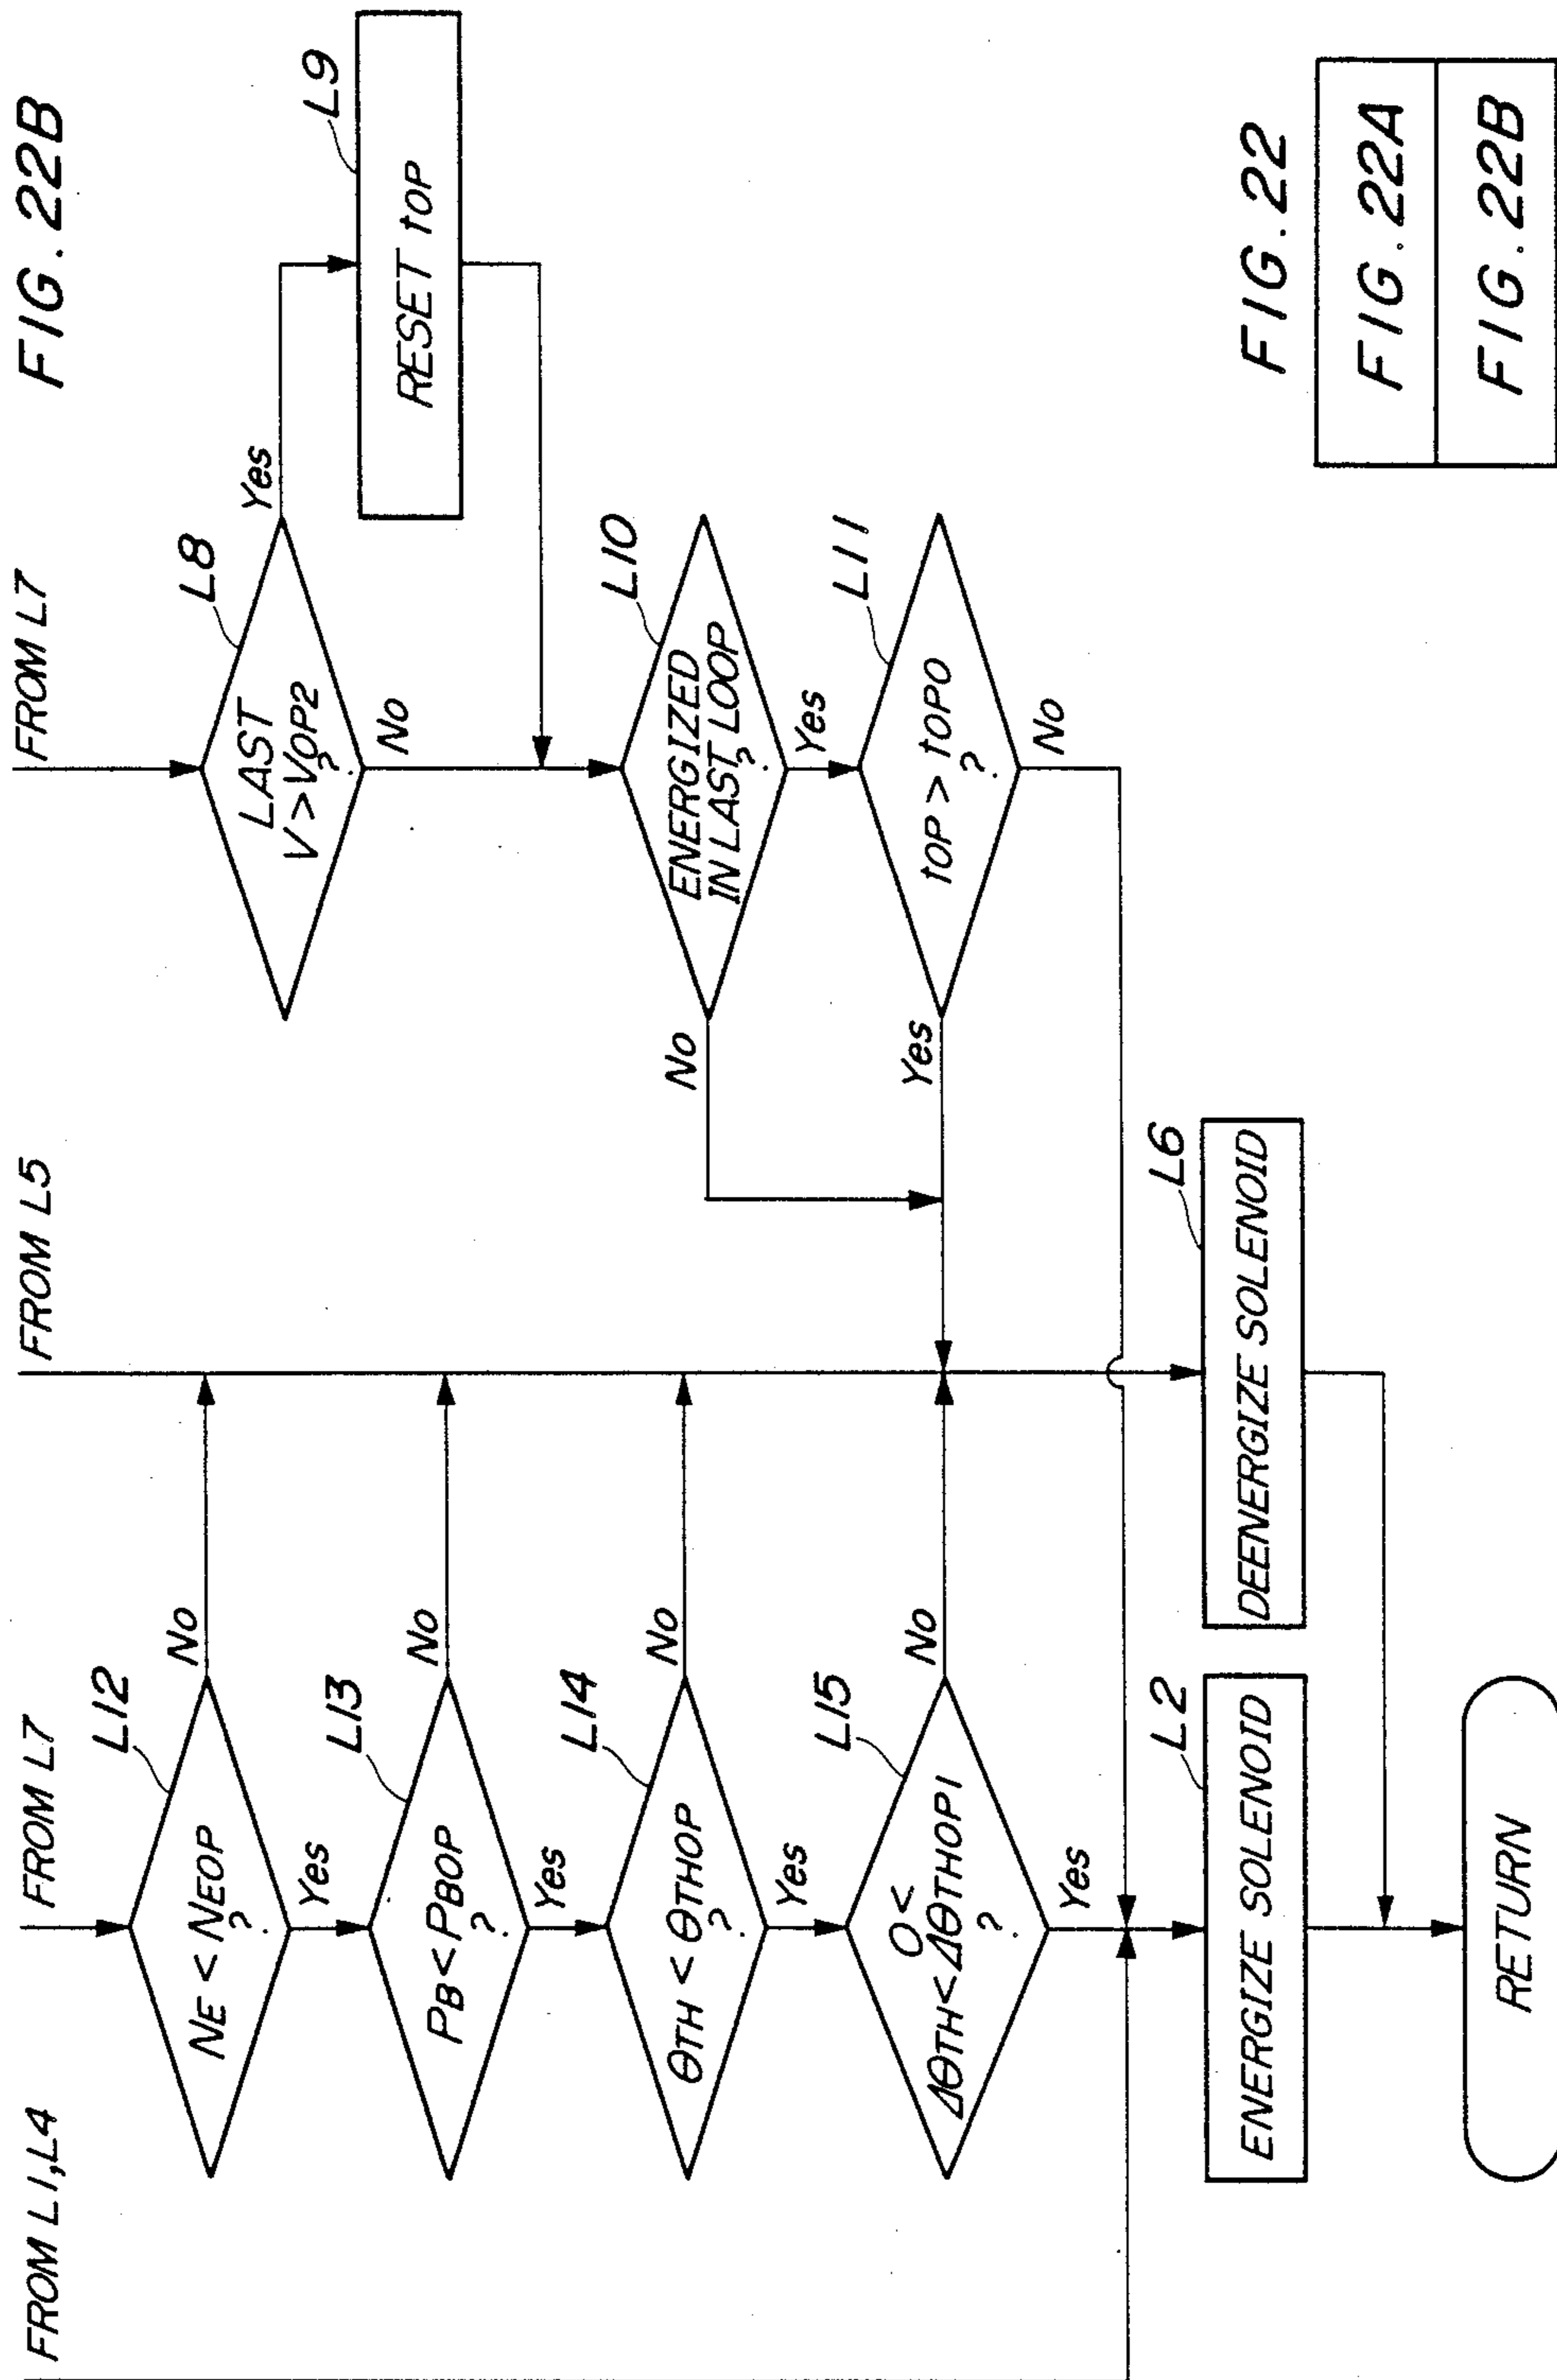 FIG. 22B
FROM L1, L4
FROM L7
FROM L5
FROM L7
L12
NE < NEOP
?
No
Yes
L13
PB < PBOP
?
No
Yes
L14
θTH < θTHOP
?
No
Yes
L15
0 <
ΔθTH < ΔθTHOP1
?
No
Yes
L2
ENERGIZE SOLENOID
L6
DEENERGIZE SOLENOID
RETURN
L8
LAST
V > VOP2
?
Yes
No
L9
RESET tOP
L10
ENERGIZED
IN LAST LOOP
?
No
Yes
L11
tOP > tOPO
?
Yes
No
FIG. 22
FIG. 22A
FIG. 22B